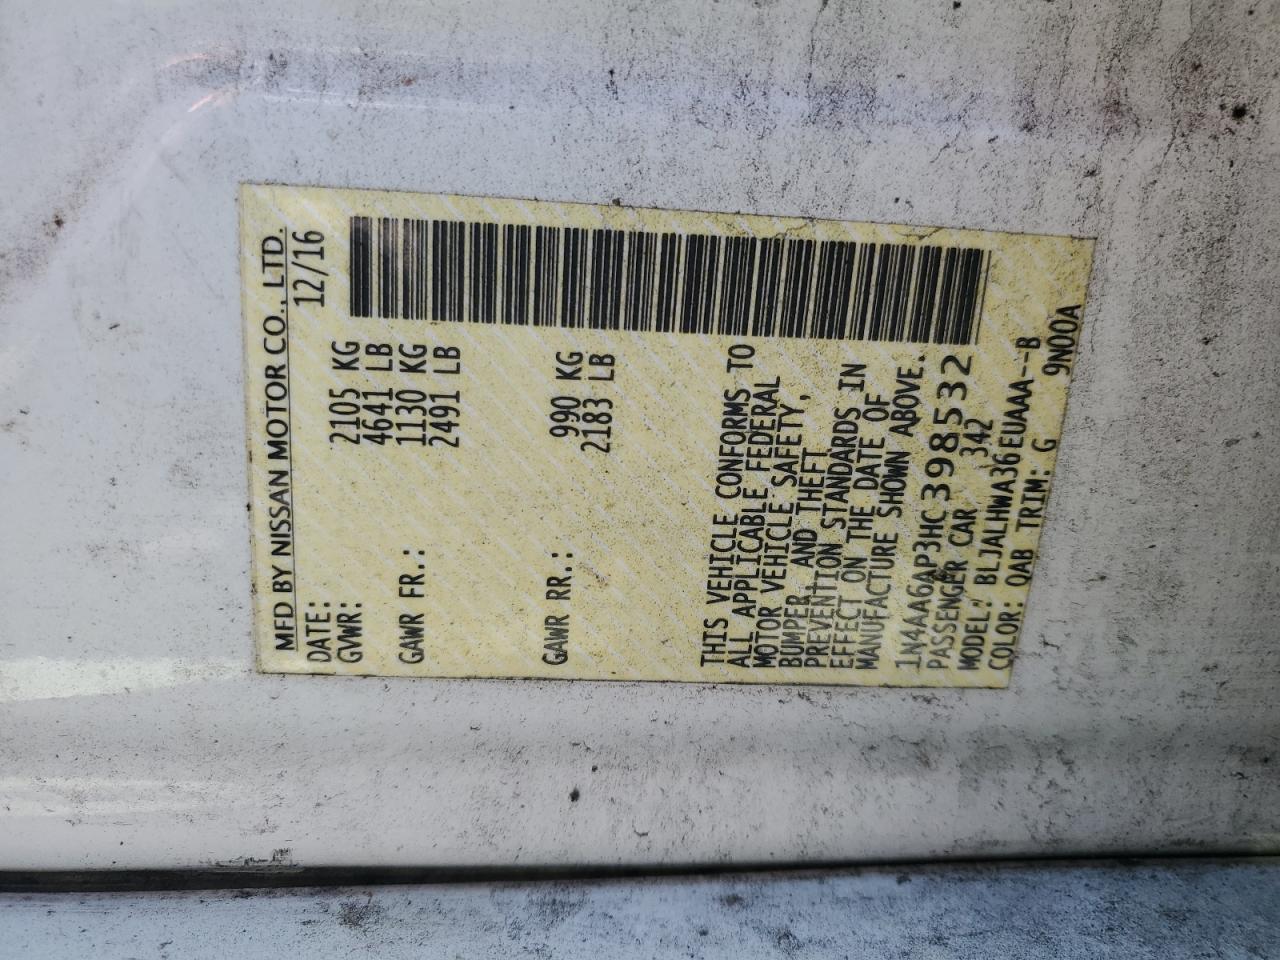 MFD BY NISSAN MOTOR CO., LTD.
DATE: 12/16
GVWR: 2105 KG
4641 LB
GAWR FR.: 1130 KG
2491 LB
GAWR RR.: 990 KG
2183 LB
THIS VEHICLE CONFORMS TO
ALL APPLICABLE FEDERAL
MOTOR VEHICLE SAFETY,
BUMPER, AND THEFT
PREVENTION STANDARDS IN
EFFECT ON THE DATE OF
MANUFACTURE SHOWN ABOVE.
1N4AA6AP3HC398532
PASSENGER CAR 342
MODEL: BLJALHWA36EUAAA--B
COLOR: QAB TRIM: G 9N00A